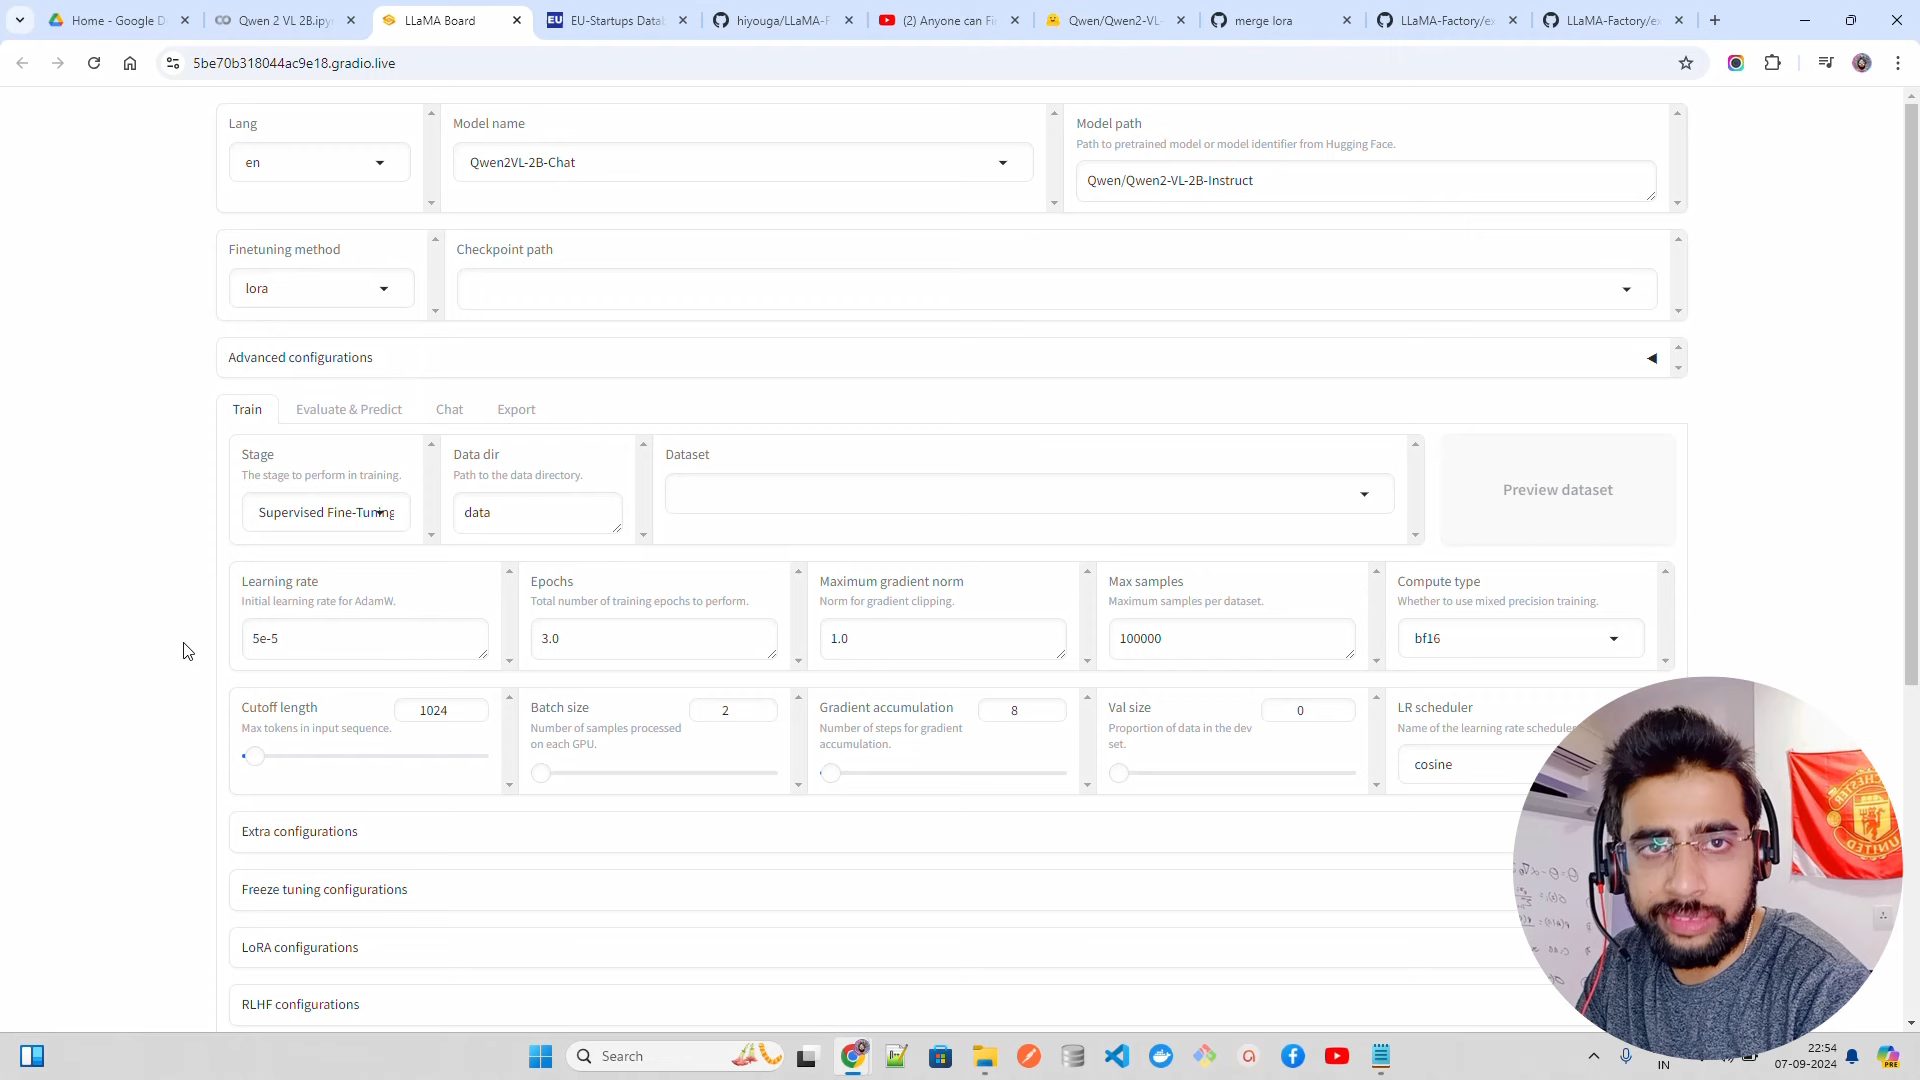 Home - Google D
Qwen 2 VL 2B.ipyn
LLaMA Board
EU EU-Startups Datab
hiyouga/LLaMA-F
(2) Anyone can Fi
Qwen/Qwen2-VL-
merge lora
LLaMA-Factory/ex
LLaMA-Factory/ex
5be70b318044ac9e18.gradio.live
Lang
en
Model name
Qwen2VL-2B-Chat
Model path
Path to pretrained model or model identifier from Hugging Face.
Qwen/Qwen2-VL-2B-Instruct
Finetuning method
lora
Checkpoint path
Advanced configurations
Train Evaluate & Predict Chat Export
Stage
The stage to perform in training.
Supervised Fine-Tuning
Data dir
Path to the data directory.
data
Dataset
Preview dataset
Learning rate
Initial learning rate for AdamW.
5e-5
Epochs
Total number of training epochs to perform.
3.0
Maximum gradient norm
Norm for gradient clipping.
1.0
Max samples
Maximum samples per dataset.
100000
Compute type
Whether to use mixed precision training.
bf16
Cutoff length 1024
Max tokens in input sequence.
Batch size 2
Number of samples processed
on each GPU.
Gradient accumulation 8
Number of steps for gradient
accumulation.
Val size 0
Proportion of data in the dev
set.
LR scheduler
Name of the learning rate scheduler
cosine
Extra configurations
Freeze tuning configurations
LoRA configurations
RLHF configurations
UNITED
Search
IN
22:54
07-09-2024
PRE